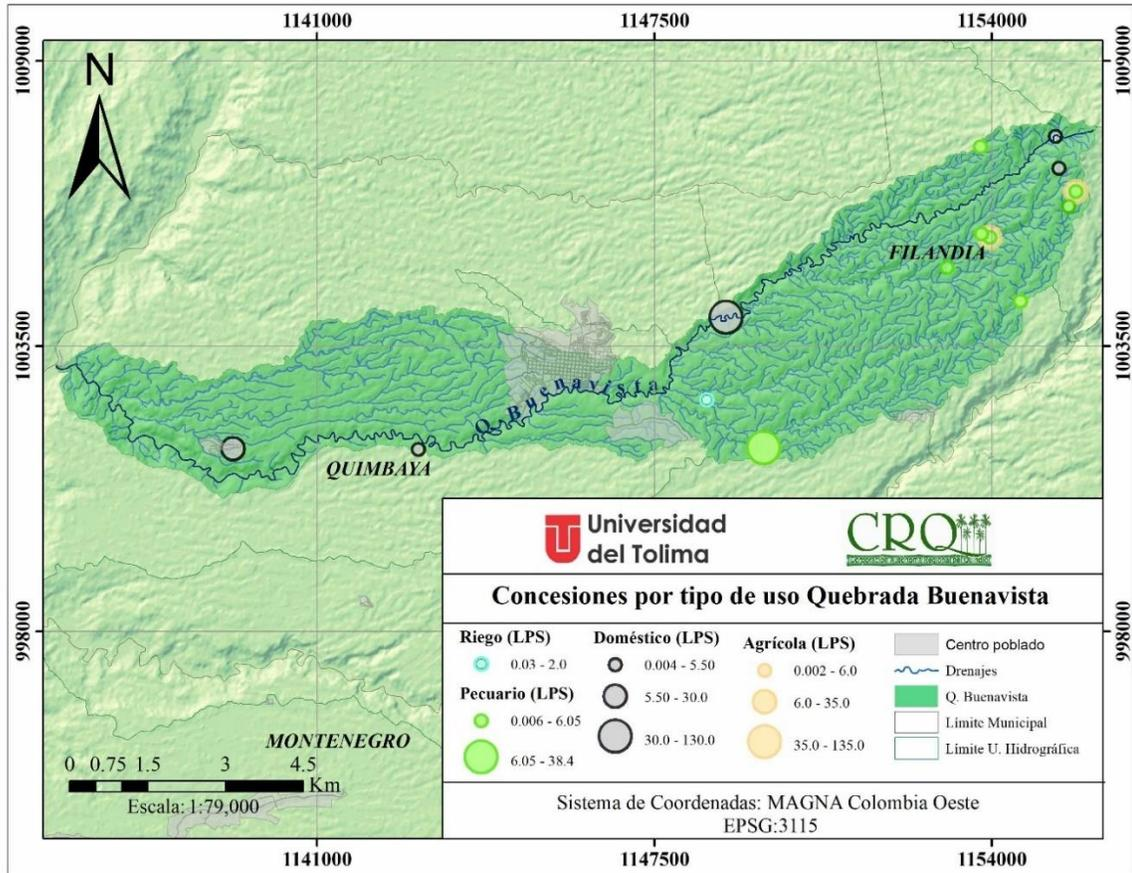 1141000 1147500 1154000
1009000 1009000
N
FILANDIA
1003500 1003500
Q. Buenavista
QUIMBAYA
Universidad
del Tolima
CRQ
Concesiones por tipo de uso Quebrada Buenavista
998000 998000
Riego (LPS) Doméstico (LPS) Agrícola (LPS)
0.03 - 2.0 0.004 - 5.50 0.002 - 6.0
Pecuario (LPS) 5.50 - 30.0 6.0 - 35.0
0.006 - 6.05 30.0 - 130.0 35.0 - 135.0
6.05 - 38.4
Centro poblado
Drenajes
Q. Buenavista
Límite Municipal
Límite U. Hidrográfica
MONTENEGRO
0 0.75 1.5 3 4.5
Km
Escala: 1:79,000
Sistema de Coordenadas: MAGNA Colombia Oeste
EPSG:3115
1141000 1147500 1154000